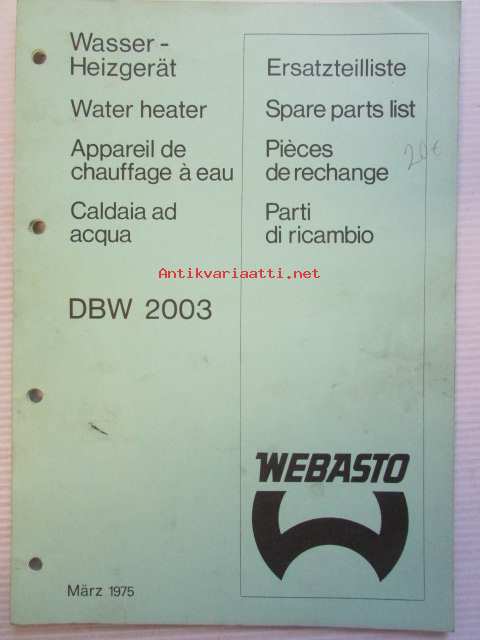 Wasser-
Heizgerät
Water heater
Appareil de
chauffage à eau
Caldaia ad
acqua
DBW 2003
Ersatzteilliste
Spare parts list
Pièces
de rechange
Parti
di ricambio
20€
Antikvariaatti.net
WEBASTO
März 1975